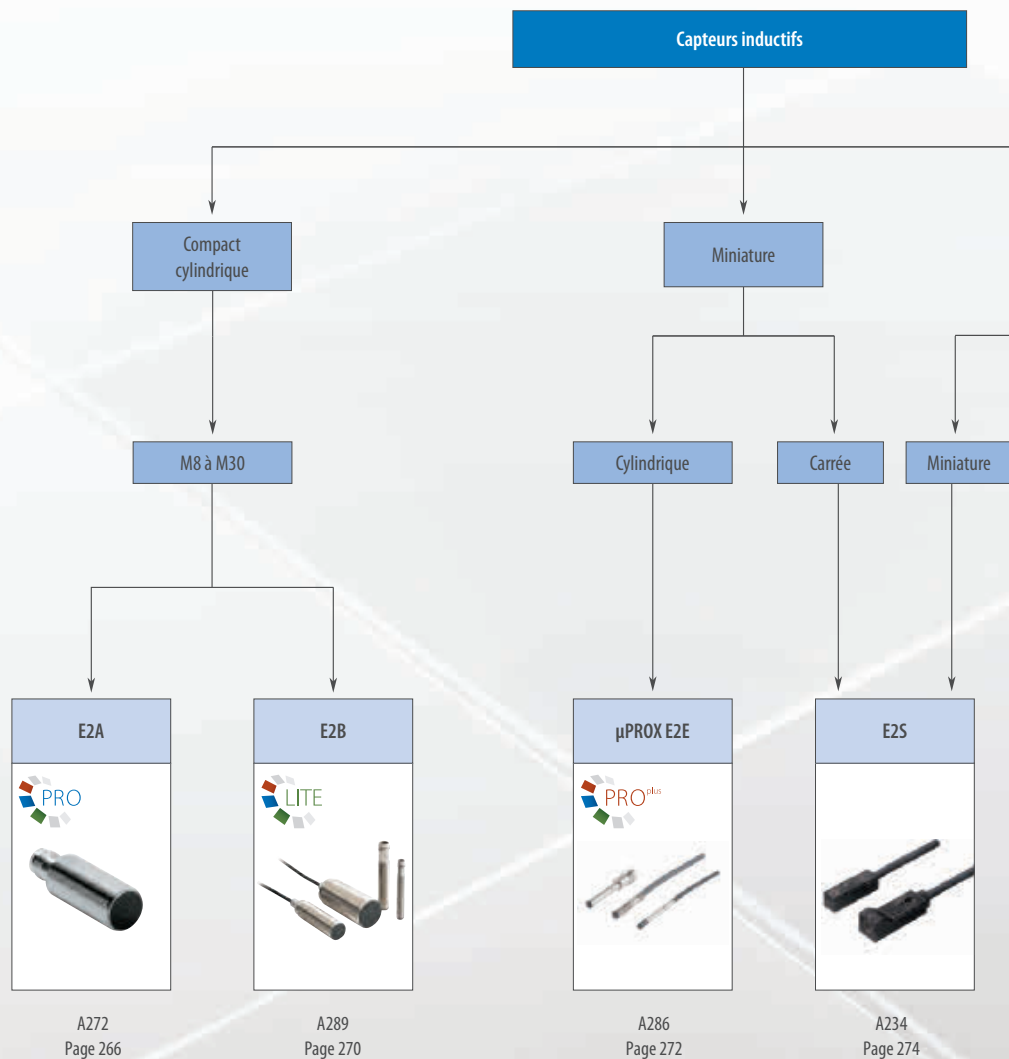 Capteurs inductifs
Compact
cylindrique
Miniature
M8 à M30
Cylindrique
Carrée
Miniature
E2A
E2B
µPROX E2E
E2S
PRO
LITE
PRO plus
A272
Page 266
A289
Page 270
A286
Page 272
A234
Page 274